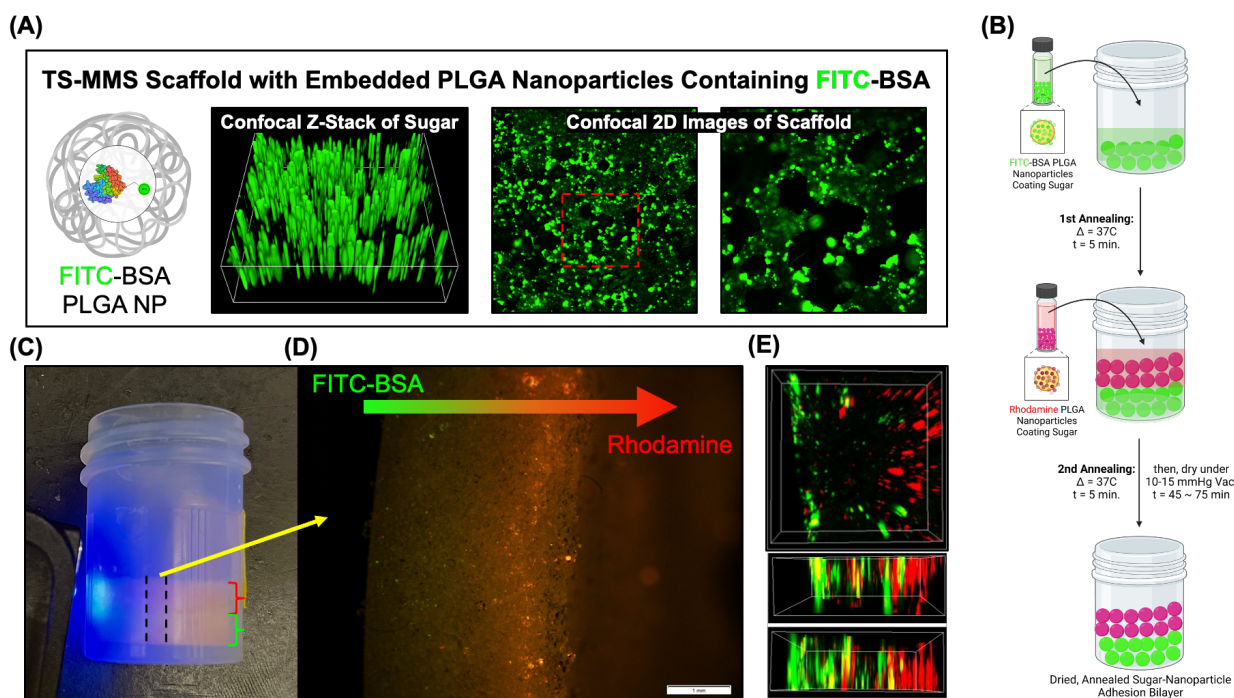 (A)
TS-MMS Scaffold with Embedded PLGA Nanoparticles Containing FITC-BSA
Confocal Z-Stack of Sugar
Confocal 2D Images of Scaffold
FITC-BSA
PLGA NP
(B)
FITC-BSA PLGA
Nanoparticles
Coating Sugar
1st Annealing:
Δ = 37C
t = 5 min.
Rhodamine PLGA
Nanoparticles
Coating Sugar
2nd Annealing:
Δ = 37C
t = 5 min.
then, dry under
10-15 mmHg Vac
t = 45 ~ 75 min
Dried, Annealed Sugar-Nanoparticle
Adhesion Bilayer
(C)
(D)
FITC-BSA
Rhodamine
1 mm
(E)